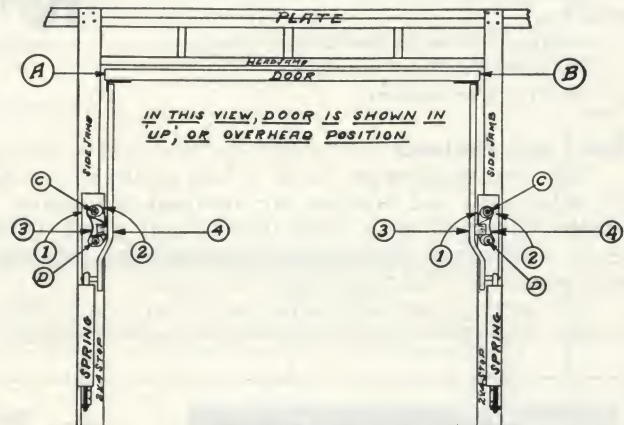 PLATE
HEADJAMB
DOOR
A
B
IN THIS VIEW, DOOR IS SHOWN IN
'UP', OR OVERHEAD POSITION
SIDE JAMB
SIDE JAMB
C
C
3
4
3
4
1
2
1
2
D
D
SPRING
2X4 STOP
2X4 STOP
SPRING